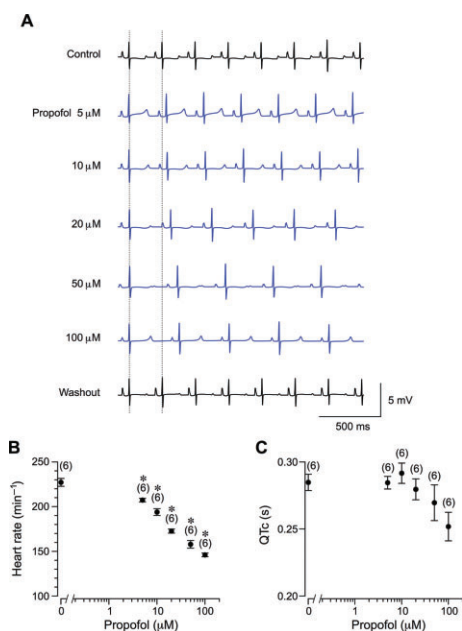 A
Control
Propofol 5 μM
10 μM
20 μM
50 μM
100 μM
Washout
5 mV
500 ms
B
C
250
(6)
* (6)
* (6)
* (6)
* (6)
* (6)
200
150
100
Heart rate (min⁻¹)
0 1 10 100
Propofol (μM)
0.30
(6)
(6)
(6)
(6)
(6)
(6)
0.25
0.20
QTc (s)
0 1 10 100
Propofol (μM)